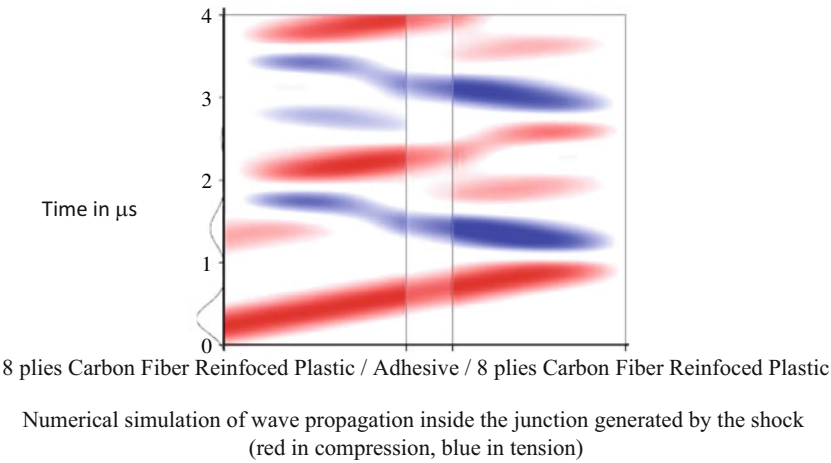 4
3
Time in μs
2
1
0
8 plies Carbon Fiber Reinfoced Plastic / Adhesive / 8 plies Carbon Fiber Reinforced Plastic
Numerical simulation of wave propagation inside the junction generated by the shock
(red in compression, blue in tension)